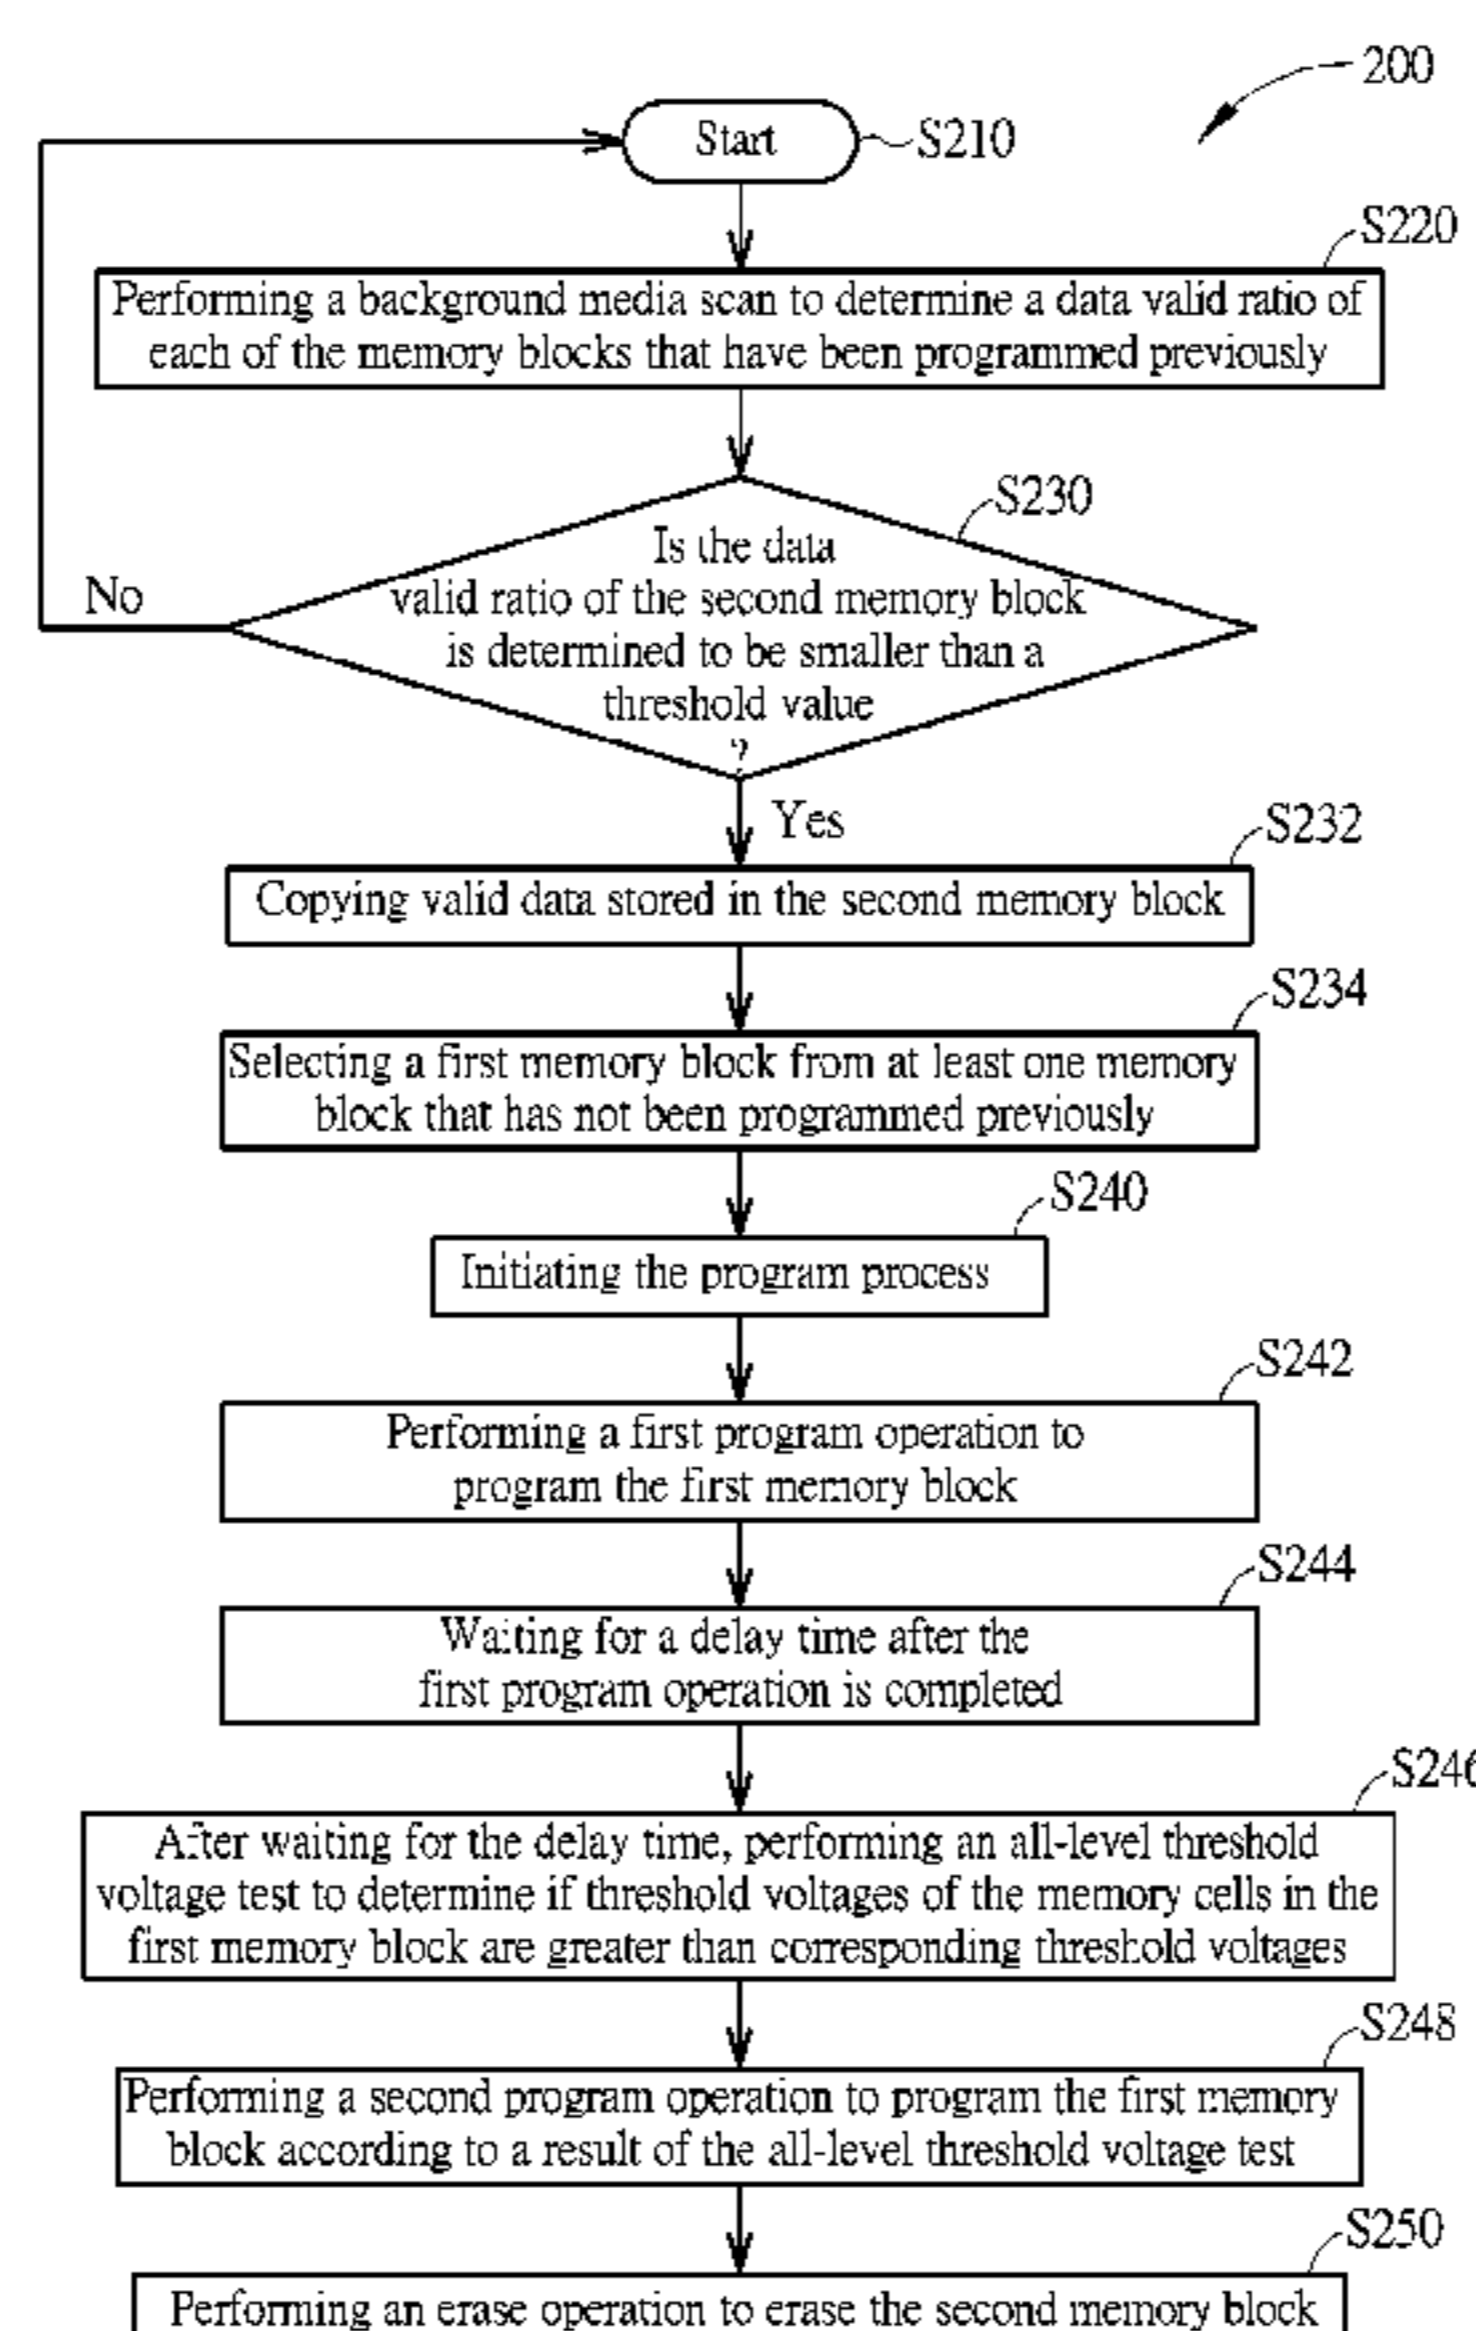 200
Start
S210
S220
Performing a background media scan to determine a data valid ratio of
each of the memory blocks that have been programmed previously
S230
Is the data
valid ratio of the second memory block
is determined to be smaller than a
threshold value
?
No
Yes
S232
Copying valid data stored in the second memory block
S234
Selecting a first memory block from at least one memory
block that has not been programmed previously
S240
Initiating the program process
S242
Performing a first program operation to
program the first memory block
S244
Waiting for a delay time after the
first program operation is completed
S246
After waiting for the delay time, performing an all-level threshold
voltage test to determine if threshold voltages of the memory cells in the
first memory block are greater than corresponding threshold voltages
S248
Performing a second program operation to program the first memory
block according to a result of the all-level threshold voltage test
S250
Performing an erase operation to erase the second memory block